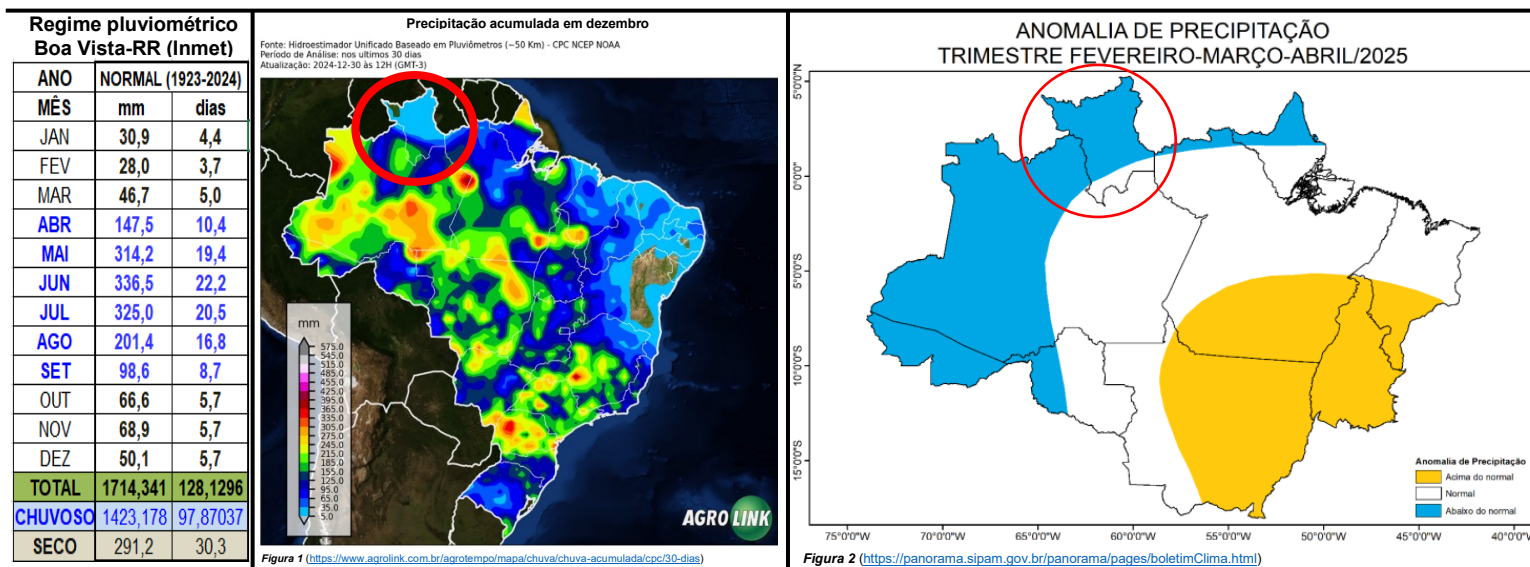 Regime pluviométrico
Boa Vista-RR (Inmet)
ANO NORMAL (1923-2024)
MÊS mm dias
JAN 30,9 4,4
FEV 28,0 3,7
MAR 46,7 5,0
ABR 147,5 10,4
MAI 314,2 19,4
JUN 336,5 22,2
JUL 325,0 20,5
AGO 201,4 16,8
SET 98,6 8,7
OUT 66,6 5,7
NOV 68,9 5,7
DEZ 50,1 5,7
TOTAL 1714,341 128,1296
CHUVOSO 1423,178 97,87037
SECO 291,2 30,3
Precipitação acumulada em dezembro
Fonte: Hidroestimador Unificado Baseado em Pluviômetros (~50 Km) - CPC NCEP NOAA
Período de Análise: nos ultimos 30 dias
Atualização: 2024-12-30 às 12H (GMT-3)
mm
575.0
545.0
515.0
485.0
455.0
425.0
395.0
365.0
335.0
305.0
275.0
245.0
215.0
185.0
155.0
125.0
95.0
65.0
35.0
5.0
AGROLINK
Figura 1 (https://www.agrolink.com.br/agrotempo/mapa/chuva/chuva-acumulada/cpc/30-dias)
ANOMALIA DE PRECIPITAÇÃO
TRIMESTRE FEVEREIRO-MARÇO-ABRIL/2025
5°0'0"N
0°0'0"
5°0'0"S
10°0'0"S
15°0'0"S
Anomalia de Precipitação
Acima do normal
Normal
Abaixo do normal
75°0'0"W 70°0'0"W 65°0'0"W 60°0'0"W 55°0'0"W 50°0'0"W 45°0'0"W 40°0'0"W
Figura 2 (https://panorama.sipam.gov.br/panorama/pages/boletimClima.html)